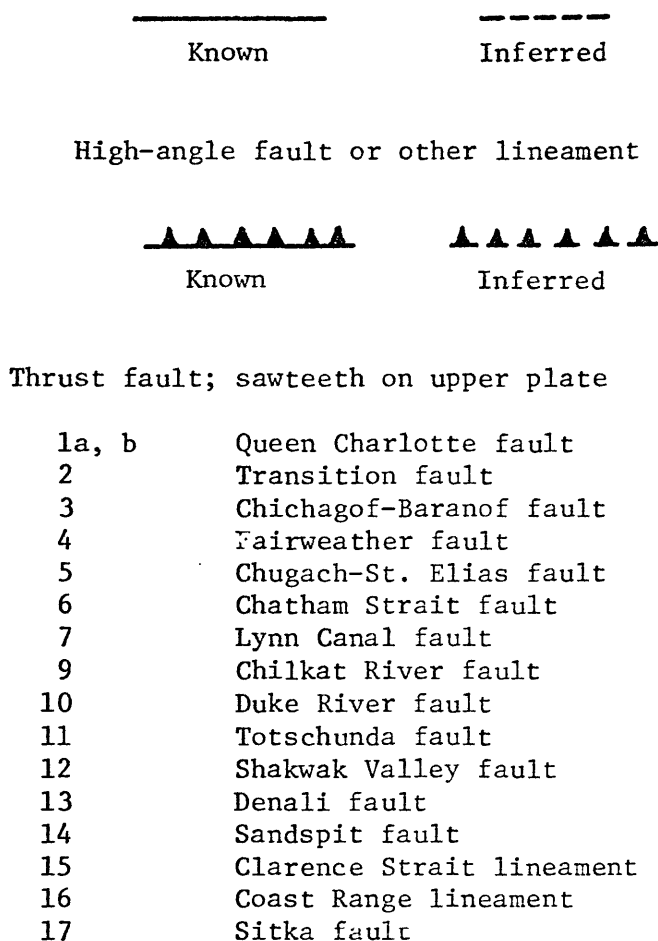 Known Inferred
High-angle fault or other lineament
Known Inferred
Thrust fault; sawteeth on upper plate
1a, b Queen Charlotte fault
2 Transition fault
3 Chichagof-Baranof fault
4 Fairweather fault
5 Chugach-St. Elias fault
6 Chatham Strait fault
7 Lynn Canal fault
9 Chilkat River fault
10 Duke River fault
11 Totschunda fault
12 Shakwak Valley fault
13 Denali fault
14 Sandspit fault
15 Clarence Strait lineament
16 Coast Range lineament
17 Sitka fault